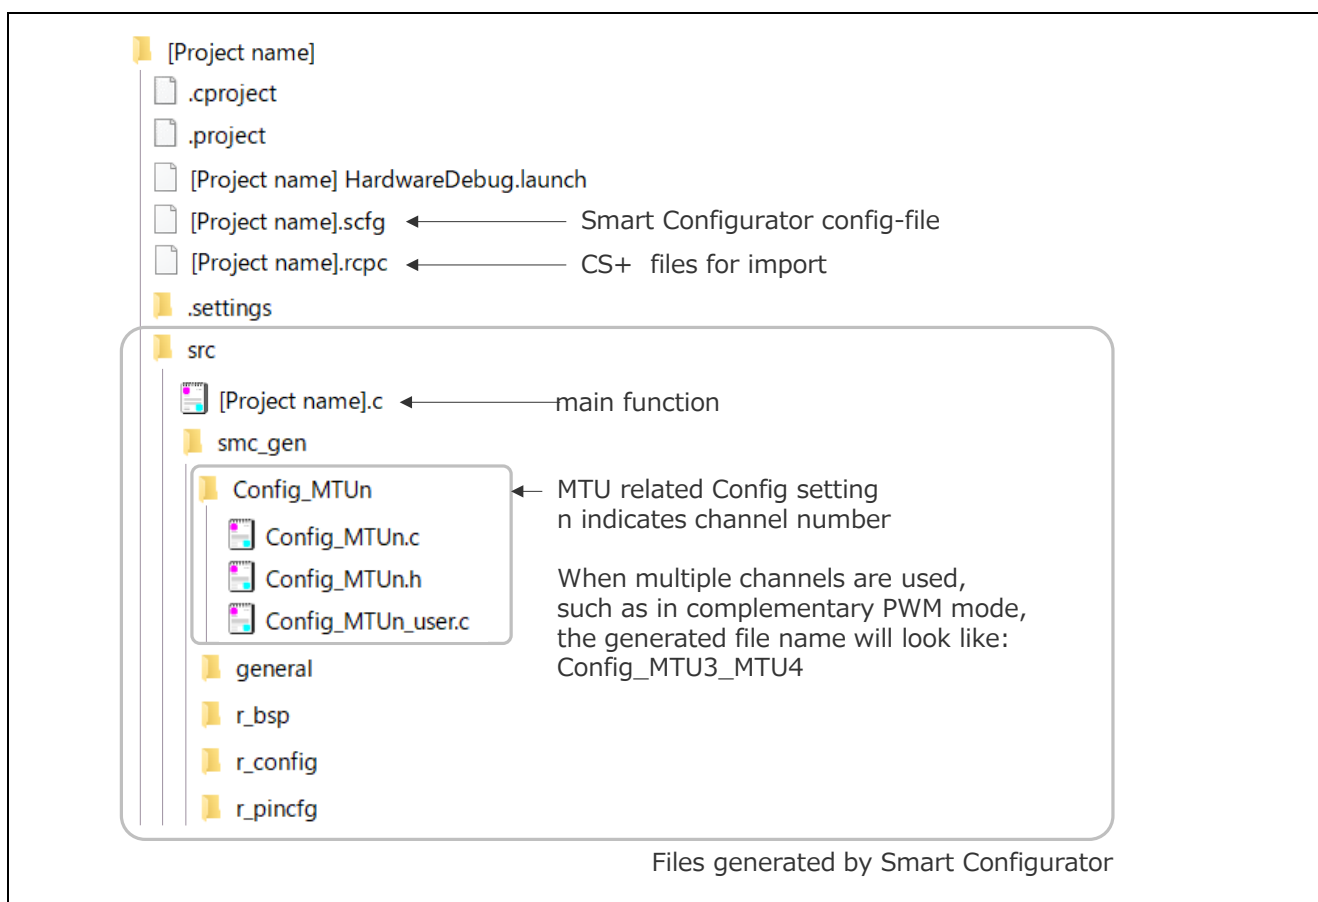 [Project name]
.cproject
.project
[Project name] HardwareDebug.launch
[Project name].scfg
Smart Configurator config-file
[Project name].rcpc
CS+  files for import
.settings
src
[Project name].c
main function
smc_gen
Config_MTUn
MTU related Config setting
n indicates channel number
Config_MTUn.c
Config_MTUn.h
Config_MTUn_user.c
When multiple channels are used,
such as in complementary PWM mode,
the generated file name will look like:
Config_MTU3_MTU4
general
r_bsp
r_config
r_pincfg
Files generated by Smart Configurator